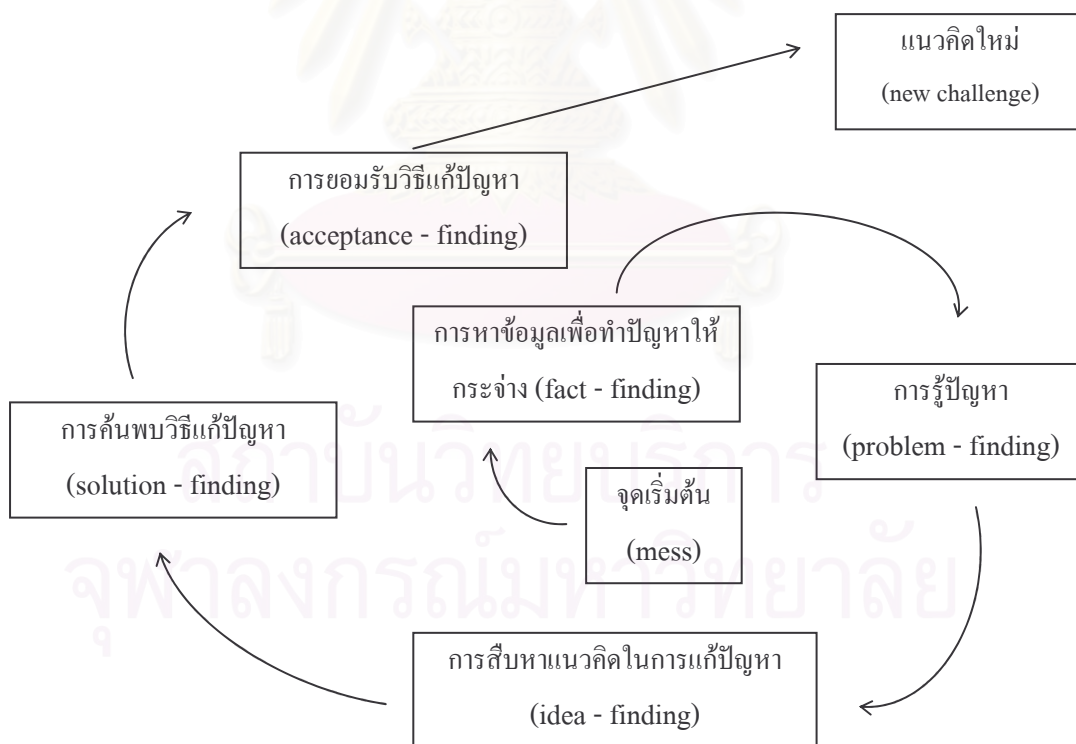 แนวคิดใหม่
(new challenge)
การยอมรับวิธีแก้ปัญหา
(acceptance - finding)
การหาข้อมูลเพื่อทำปัญหาให้
กระจ่าง (fact - finding)
การรู้ปัญหา
(problem - finding)
การค้นพบวิธีแก้ปัญหา
(solution - finding)
จุดเริ่มต้น
(mess)
การสืบหาแนวคิดในการแก้ปัญหา
(idea - finding)
สถาบันวิทยบริการ
จุฬาลงกรณ์มหาวิทยาลัย